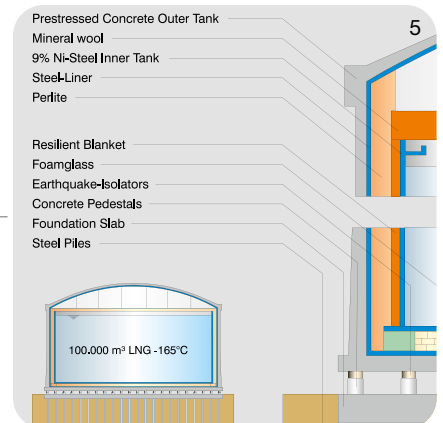 5
Prestressed Concrete Outer Tank
Mineral wool
9% Ni-Steel Inner Tank
Steel-Liner
Perlite
Resilient Blanket
Foamglass
Earthquake-Isolators
Concrete Pedestals
Foundation Slab
Steel Piles
100.000 m³ LNG -165°C